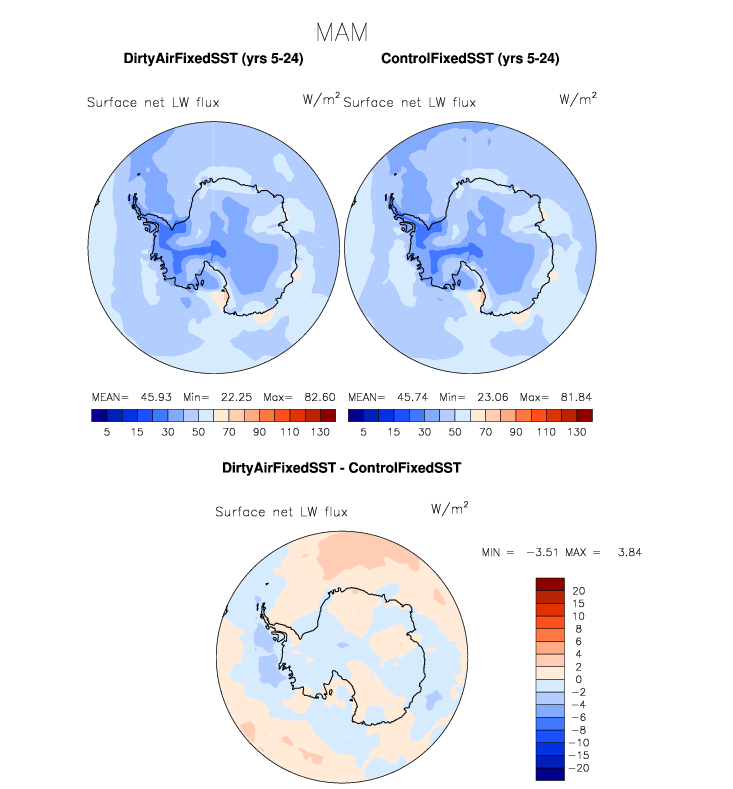 MAM
DirtyAirFixedSST (yrs 5-24) ControlFixedSST (yrs 5-24)
Surface net LW flux W/m² Surface net LW flux W/m²
MEAN= 45.93 Min= 22.25 Max= 82.60 MEAN= 45.74 Min= 23.06 Max= 81.84
5 15 30 50 70 90 110 130 5 15 30 50 70 90 110 130
DirtyAirFixedSST - ControlFixedSST
Surface net LW flux W/m²
MIN = −3.51 MAX = 3.84
20
15
10
8
6
4
2
0
−2
−4
−6
−8
−10
−15
−20